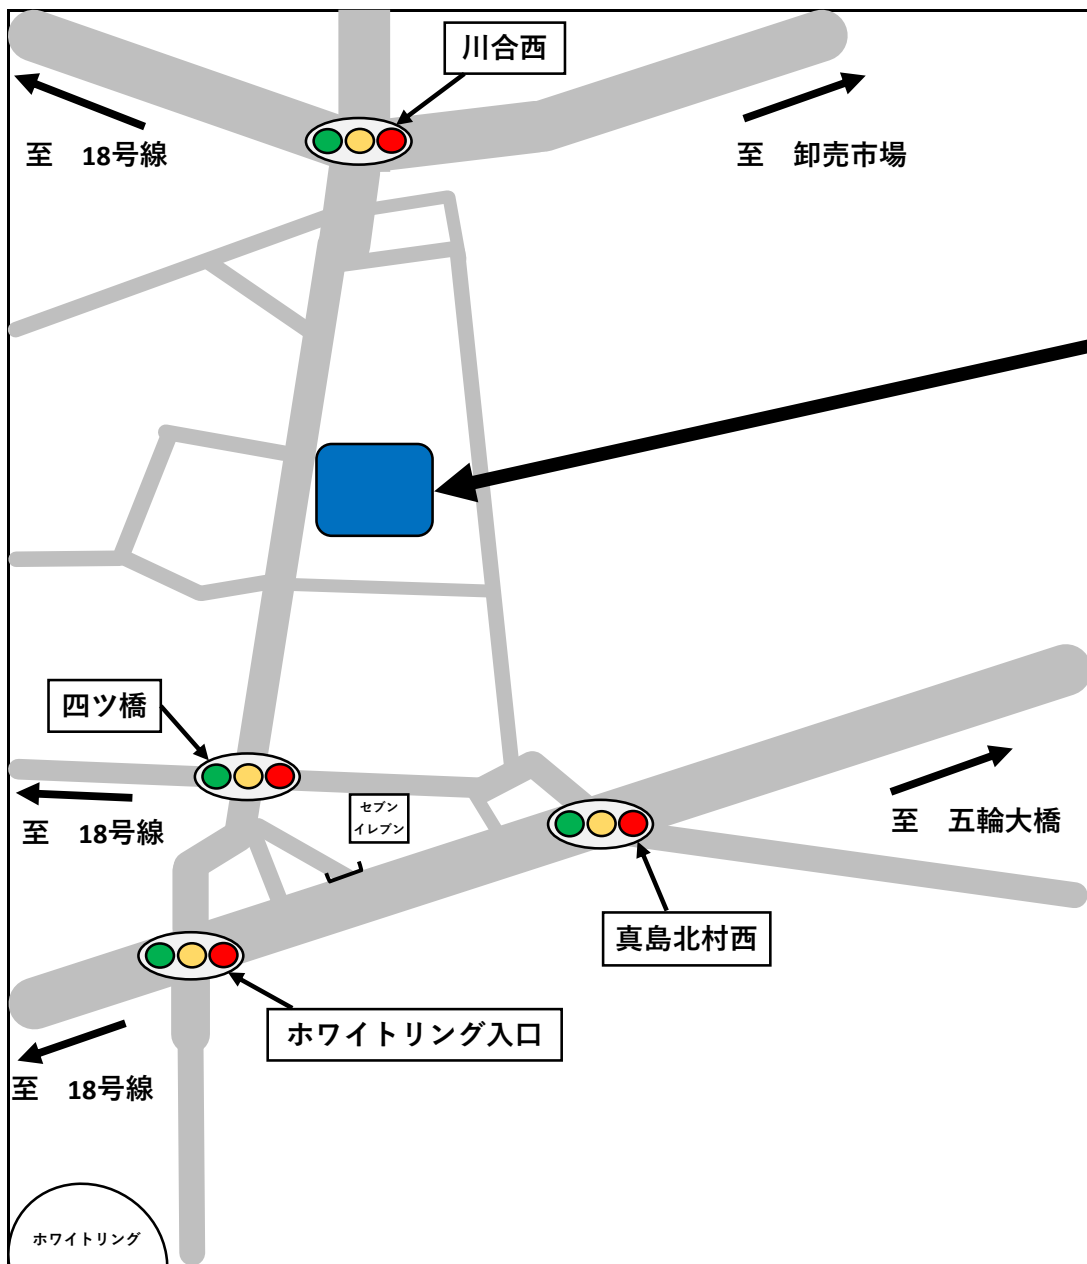 川合西
至　18号線
至　卸売市場
四ツ橋
セブン
イレブン
至　18号線
至　五輪大橋
真島北村西
ホワイトリング入口
至　18号線
ホワイトリング